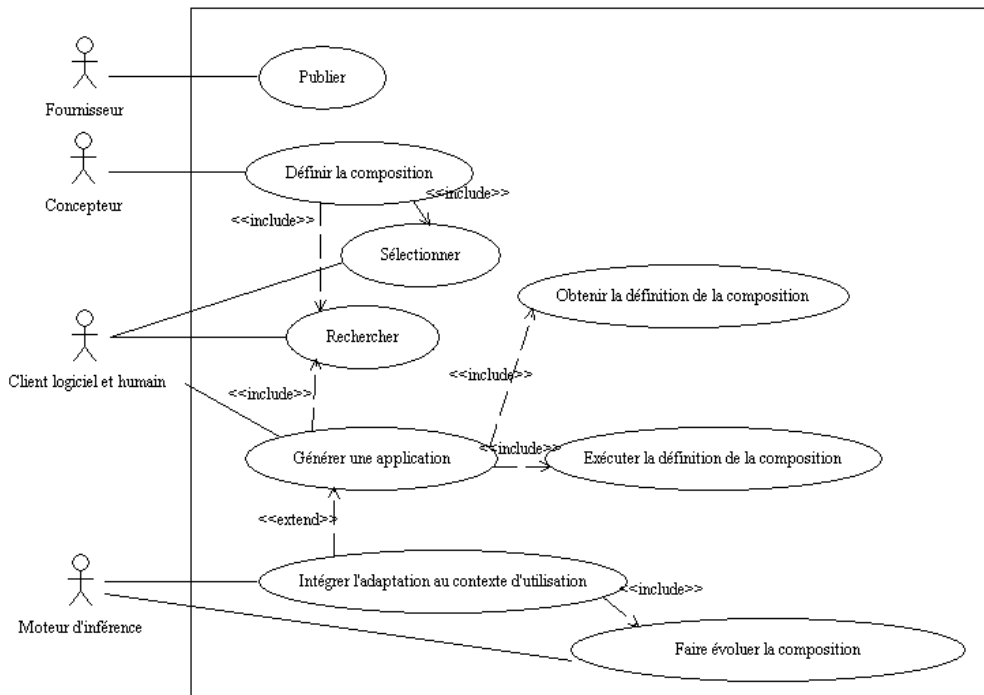 Publier
Fournisseur
Définir la composition
<<include>>
Concepteur
<<include>>
Sélectionner
Obtenir la définition de la composition
Rechercher
<<include>>
Client logiciel et humain
<<include>>
<<include>>
Générer une application
Exécuter la définition de la composition
<<extend>>
Intégrer l'adaptation au contexte d'utilisation
<<include>>
Moteur d'inférence
Faire évoluer la composition